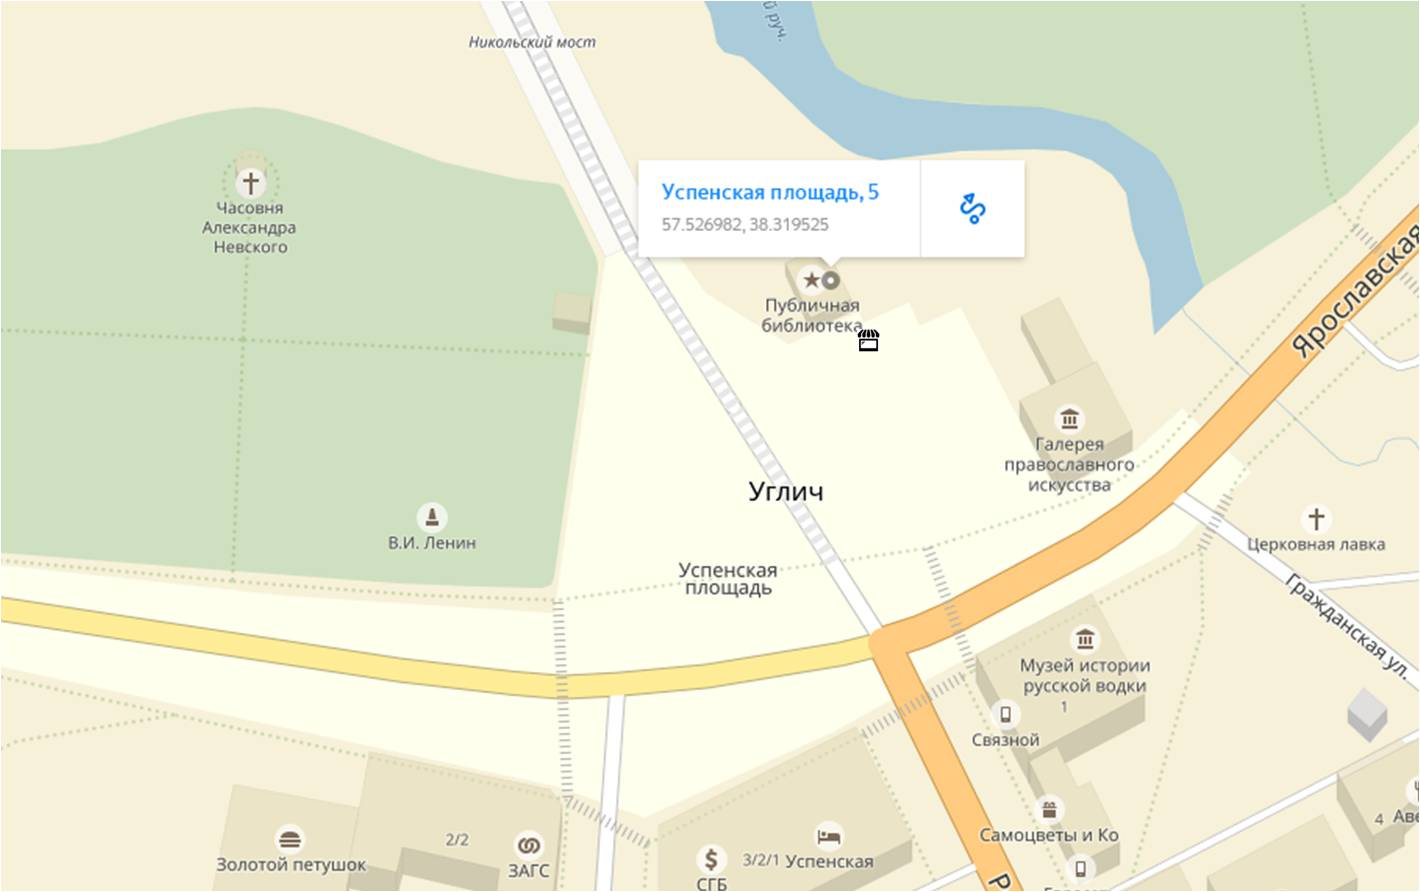 Никольский мост
й руч.
Успенская площадь, 5
57.526982, 38.319525
Часовня
Александра
Невского
Публичная
библиотека
Ярославская
Галерея
православного
искусства
Углич
В.И. Ленин
Церковная лавка
Успенская
площадь
Гражданская ул.
Музей истории
русской водки
1
Связной
Самоцветы и Ко
4
Аве
2/2
Золотой петушок
ЗАГС
3/2/1
Успенская
$
СГБ
Р